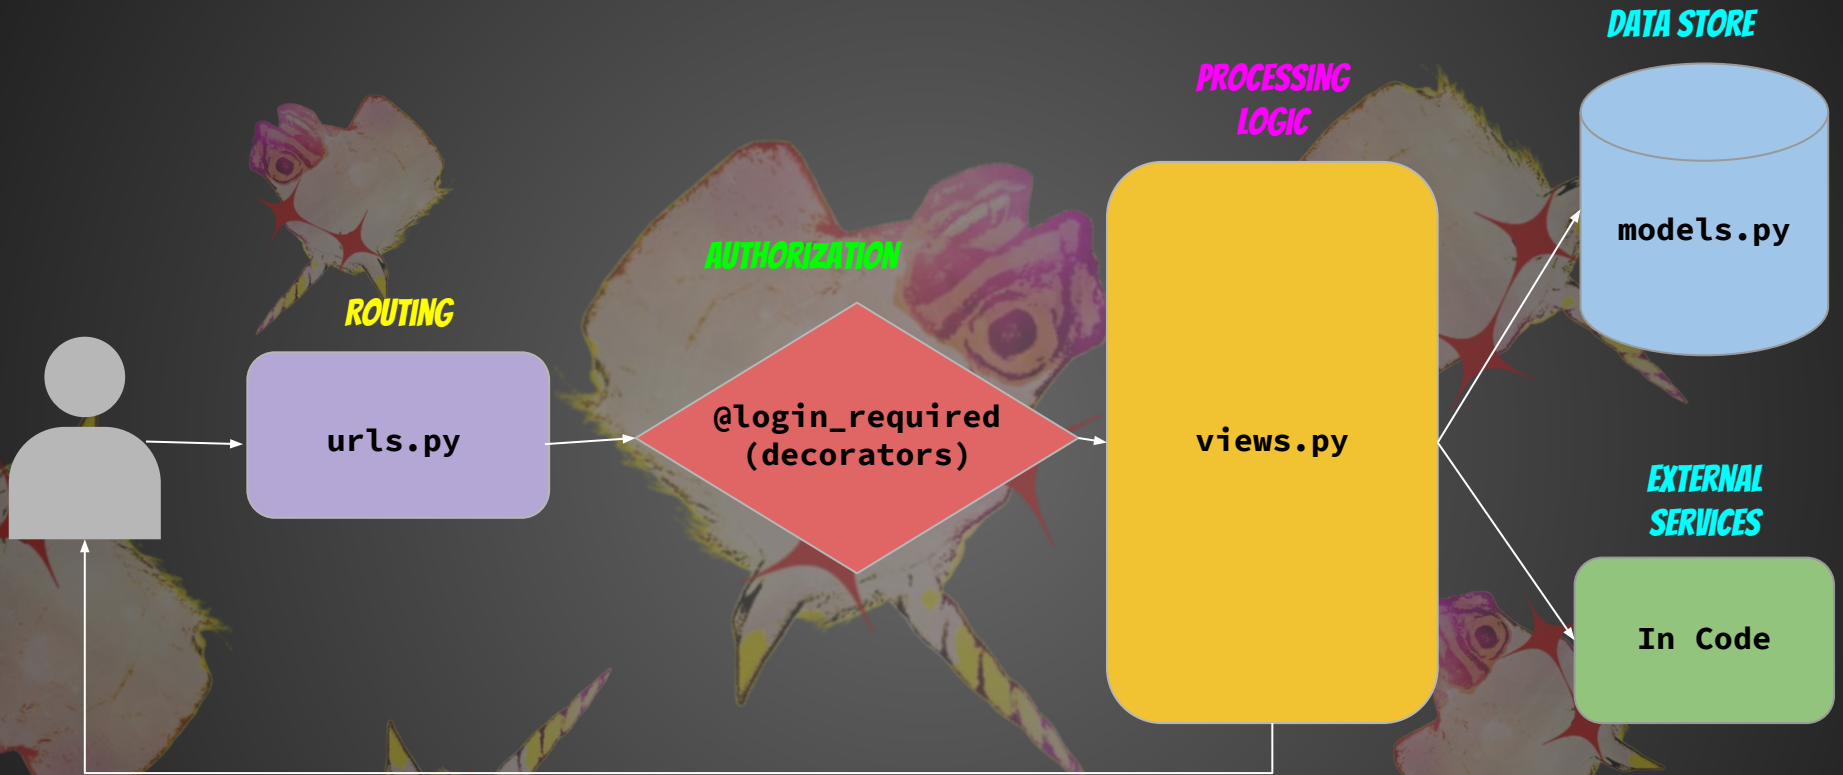 DATA STORE
PROCESSING
LOGIC
models.py
AUTHORIZATION
ROUTING
@login_required
(decorators)
urls.py
views.py
EXTERNAL
SERVICES
In Code